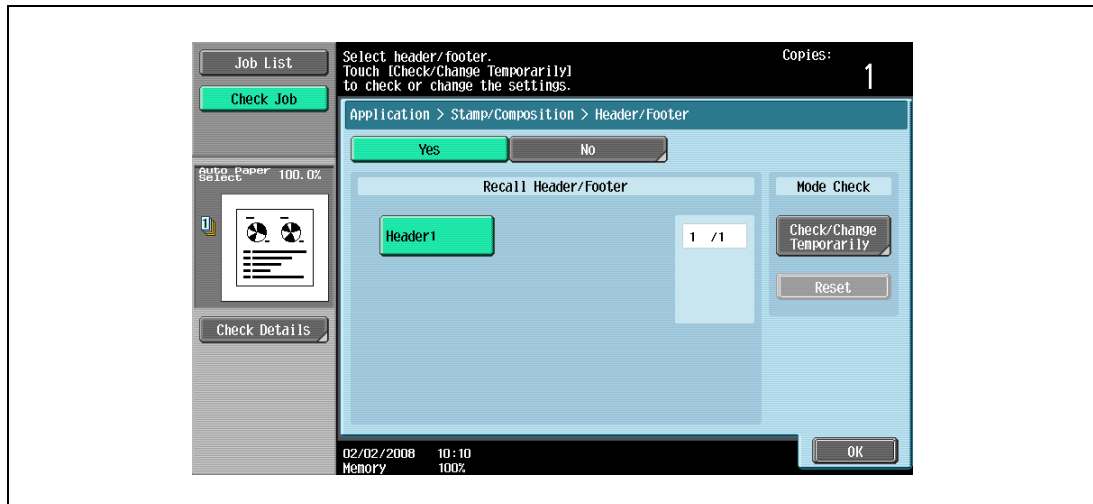 Job List
Check Job
Select header/footer.
Touch [Check/Change Temporarily]
to check or change the settings.
Copies:
1
Application > Stamp/Composition > Header/Footer
Yes
No
Auto Paper
Select
100.0%
1
Recall Header/Footer
Header1
1 /1
Mode Check
Check/Change
Temporarily
Reset
Check Details
02/02/2008 10:10
Memory 100%
OK